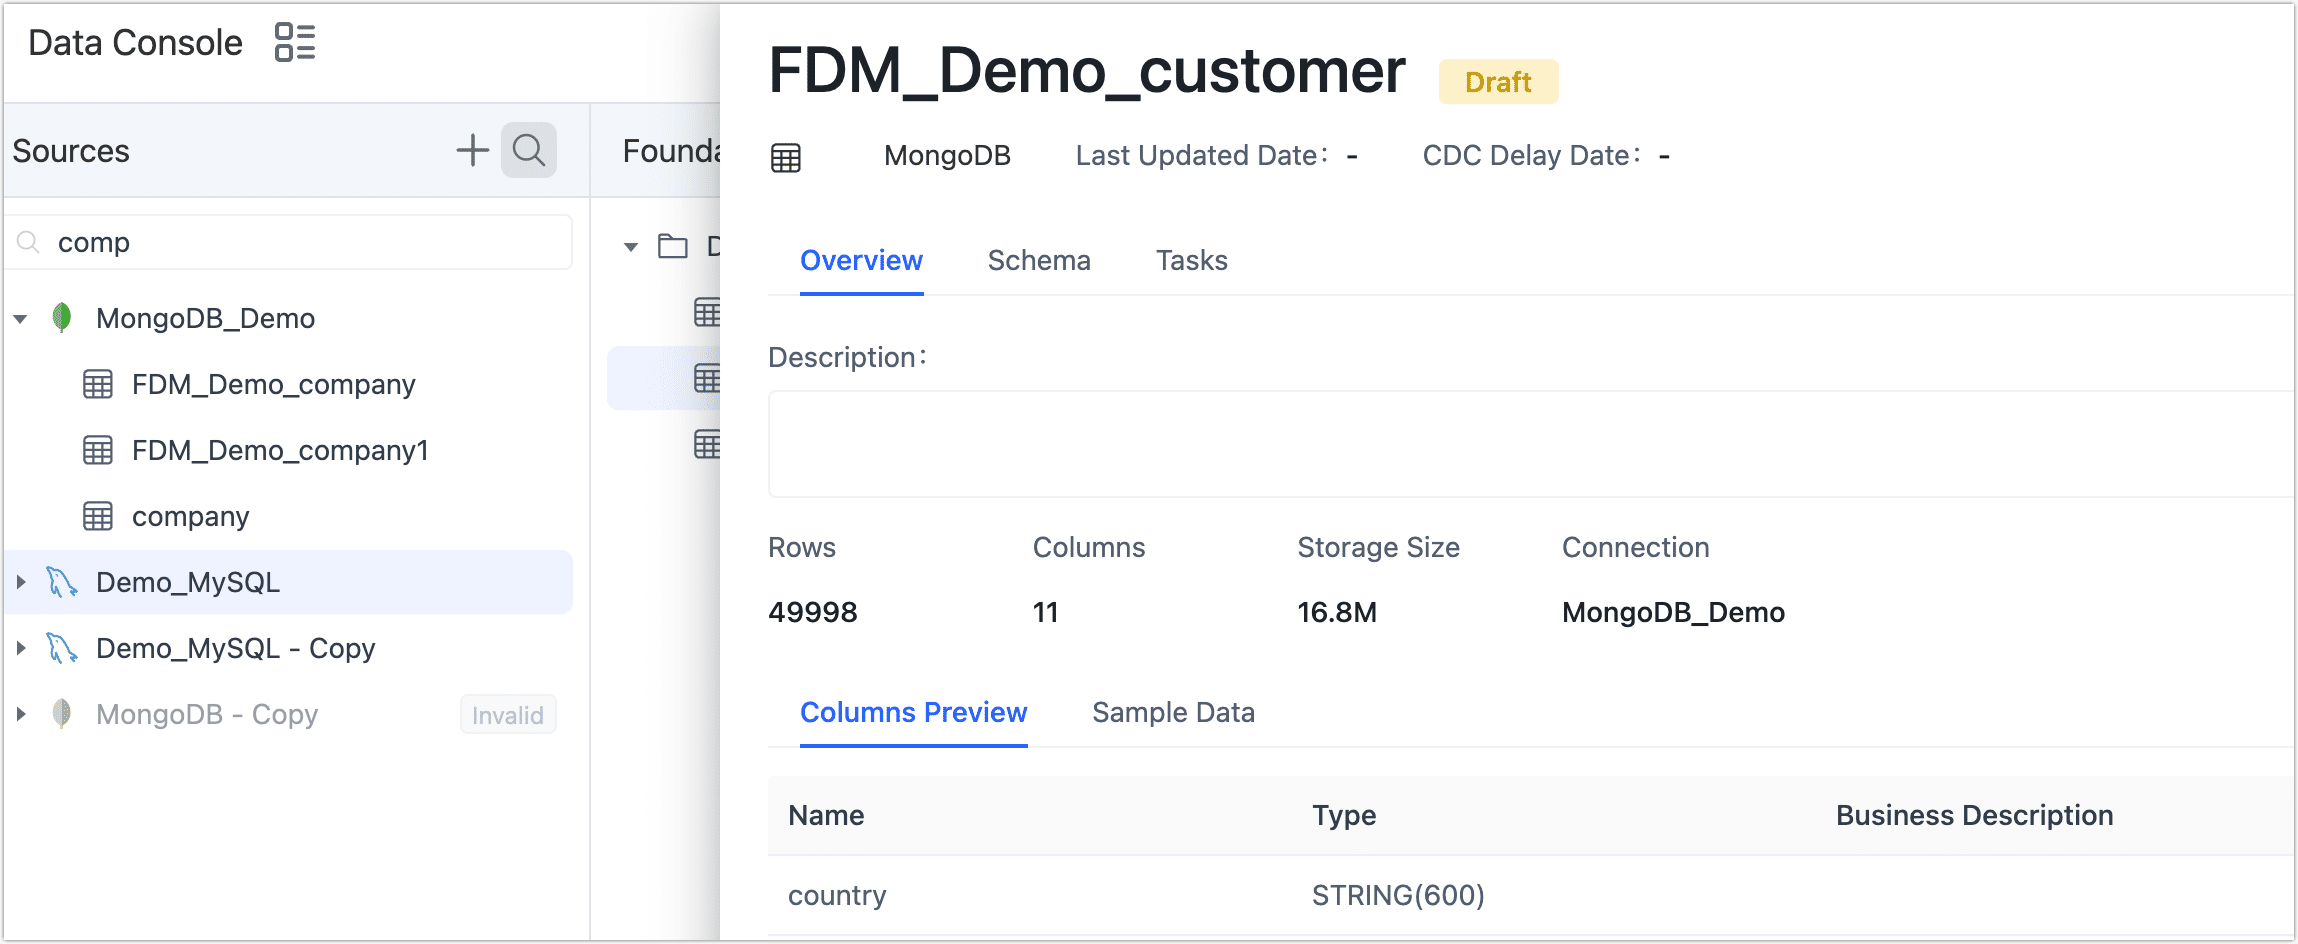 Data Console
Sources
comp
MongoDB_Demo
FDM_Demo_company
FDM_Demo_company1
company
Demo_MySQL
Demo_MySQL - Copy
MongoDB - Copy Invalid
FDM_Demo_customer Draft
MongoDB Last Updated Date: - CDC Delay Date: -
Overview Schema Tasks
Description:
Rows Columns Storage Size Connection
49998 11 16.8M MongoDB_Demo
Columns Preview Sample Data
Name Type Business Description
country STRING(600)